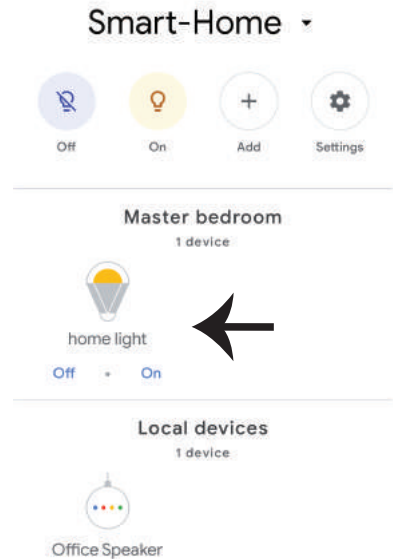 Smart-Home
Off On Add Settings
Master bedroom
1 device
home light
Off • On
Local devices
1 device
Office Speaker